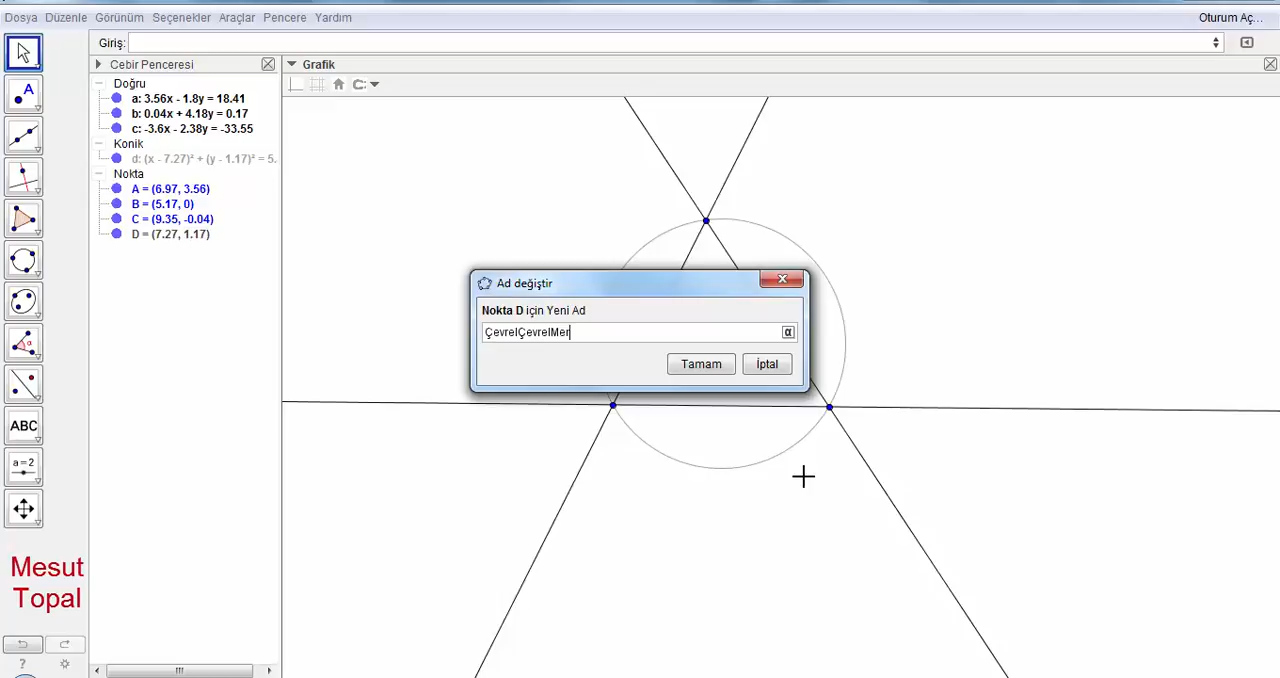 Dosya Düzenle Görünüm Seçenekler Araçlar Pencere Yardım
Oturum Aç...
Giriş:
Cebir Penceresi
Grafik
Doğru
a: 3.56x - 1.8y = 18.41
b: 0.04x + 4.18y = 0.17
c: -3.6x - 2.38y = -33.55
Konik
d: (x - 7.27)² + (y - 1.17)² = 5.
Nokta
A = (6.97, 3.56)
B = (5.17, 0)
C = (9.35, -0.04)
D = (7.27, 1.17)
A
α
ABC
a=2
Ad değiştir
Nokta D için Yeni Ad
ÇevrelÇevrelMer
α
Tamam
İptal
Mesut
Topal
?